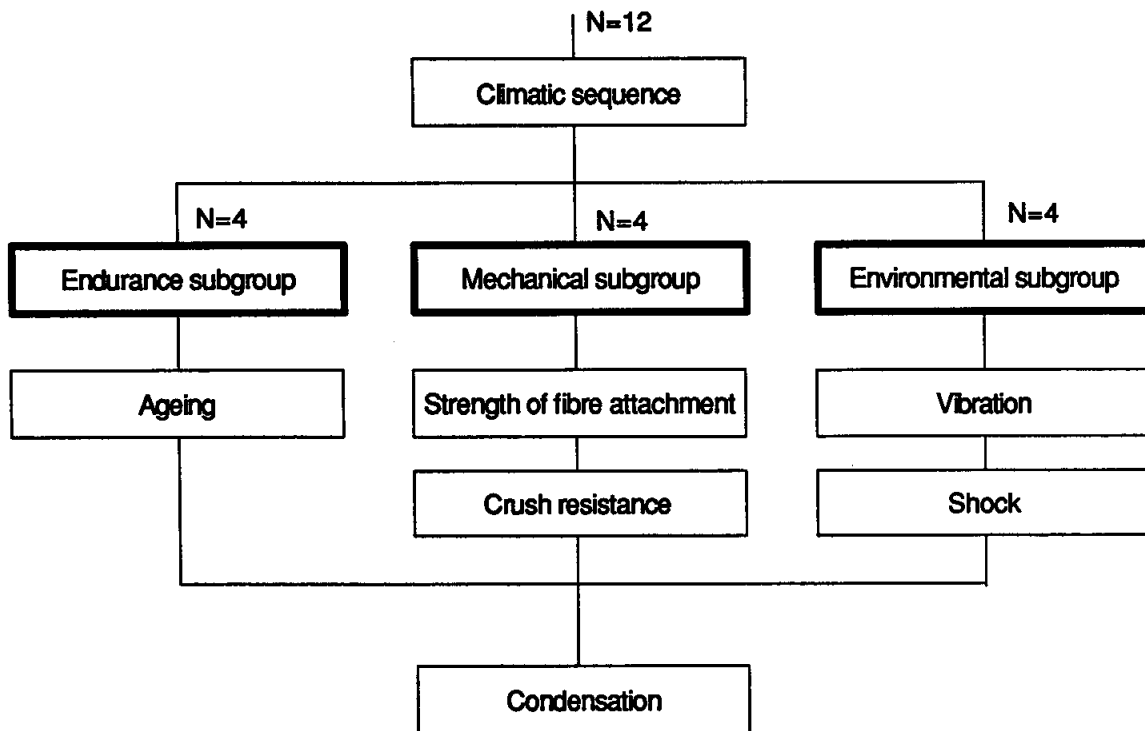 N=12
Climatic sequence
N=4
N=4
N=4
Endurance subgroup
Mechanical subgroup
Environmental subgroup
Ageing
Strength of fibre attachment
Vibration
Crush resistance
Shock
Condensation